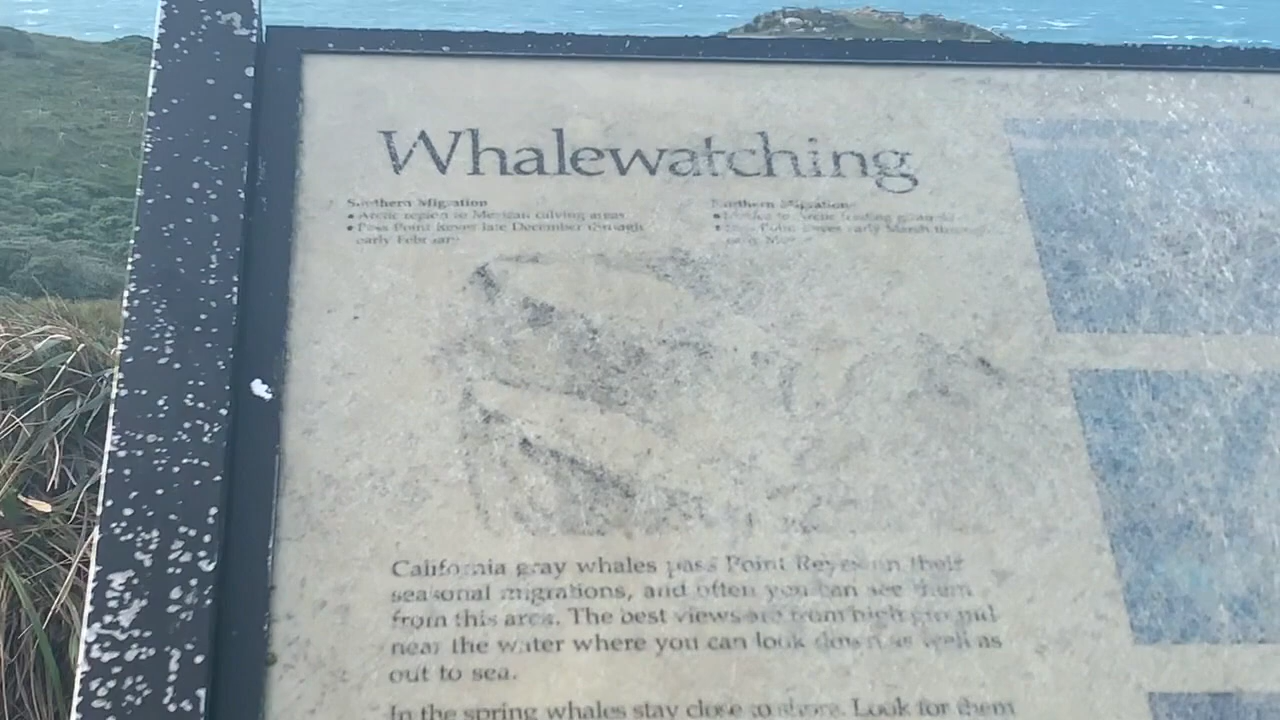 Whalewatching
Southern Migration
• Arctic region to Mexican calving areas
• Pass Point Reyes late December through
early February
Northern Migration
• Mexico to Arctic feeding grounds
• Pass Point Reyes early March through
early May
California gray whales pass Point Reyes on their
seasonal migrations, and often you can see them
from this area. The best views are from high ground
near the water where you can look down as well as
out to sea.
In the spring whales stay close to shore. Look for them